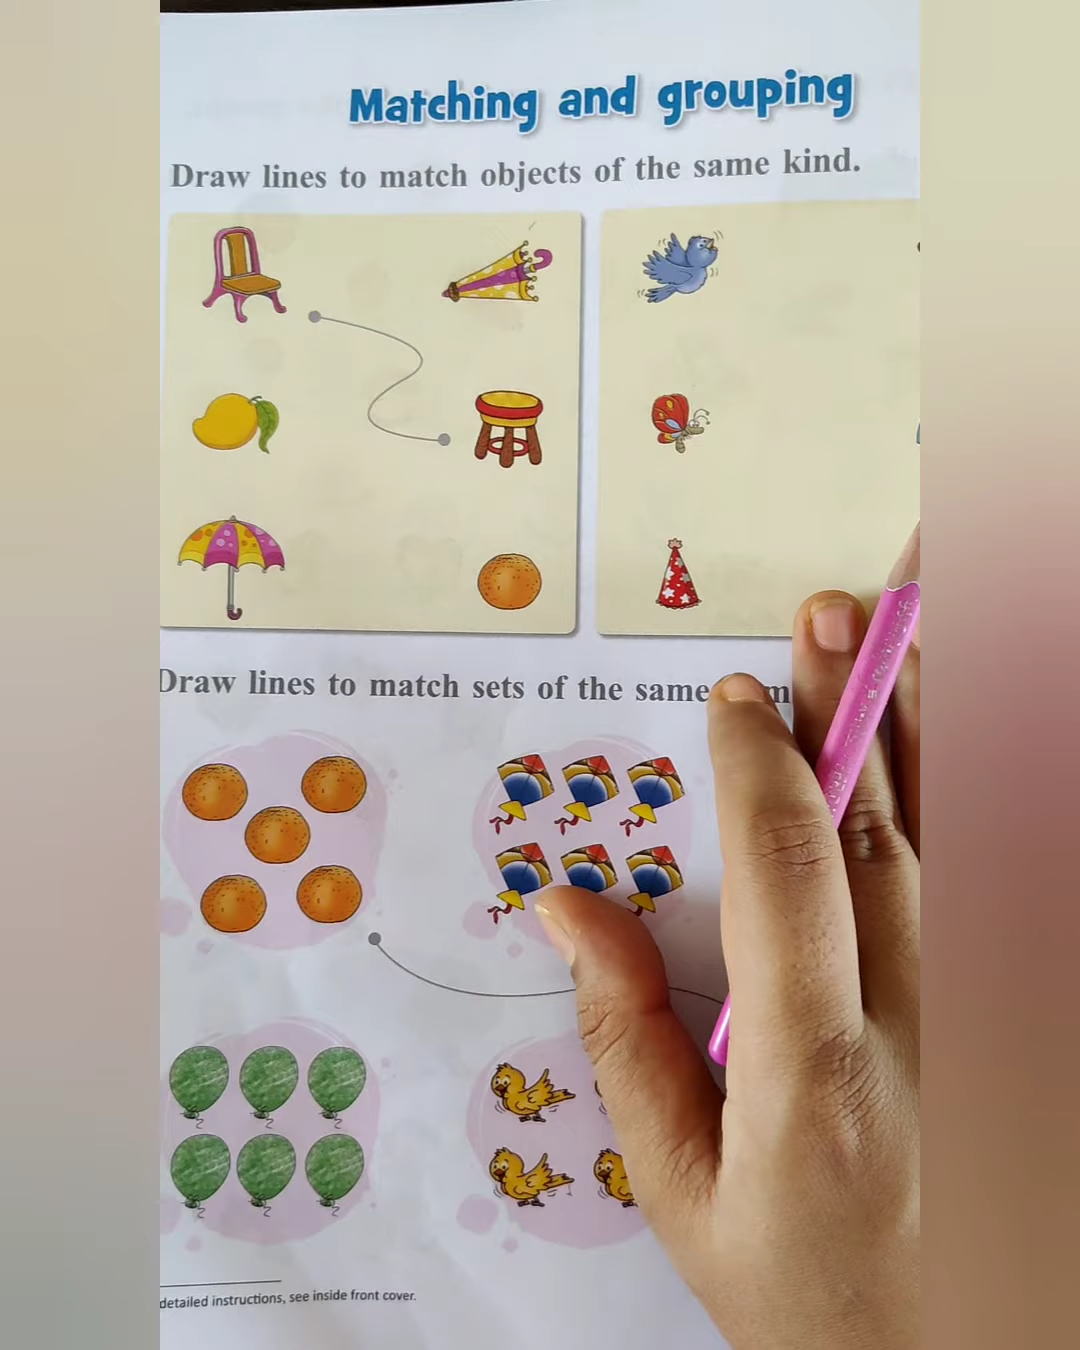 Matching and grouping
Draw lines to match objects of the same kind.
Draw lines to match sets of the same
detailed instructions, see inside front cover.